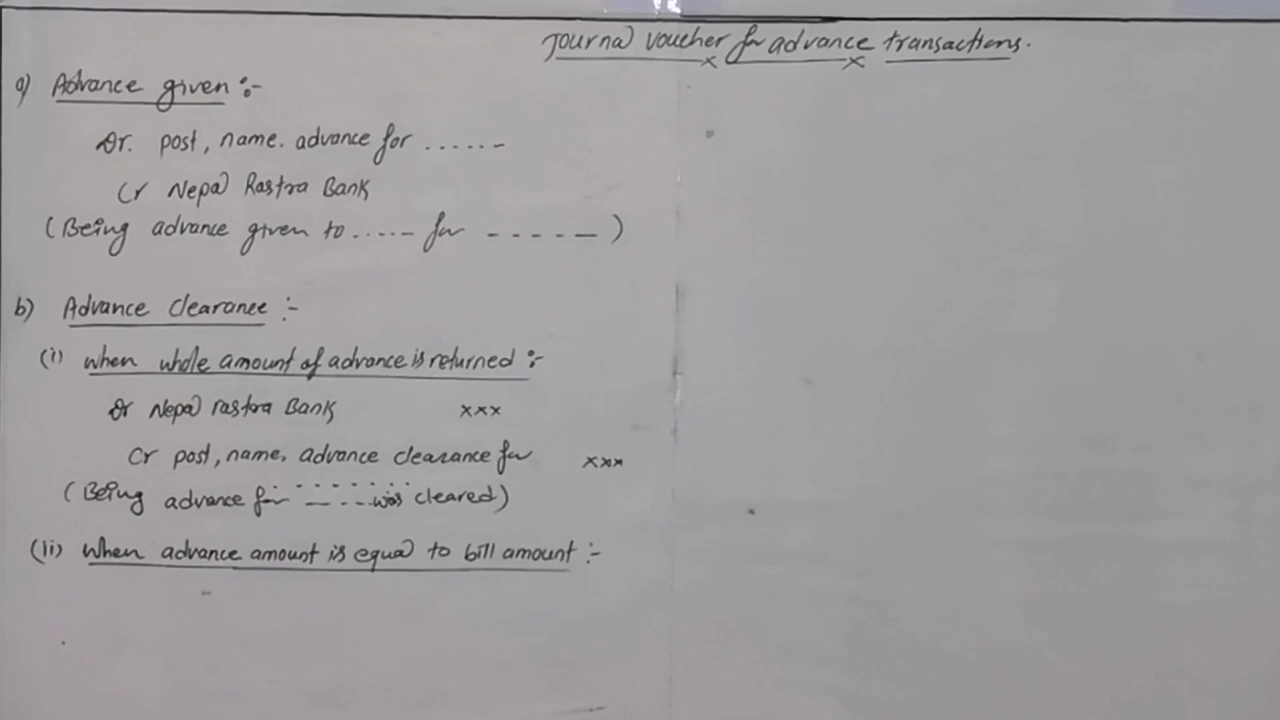 Journal voucher for advance transactions.
a) Advance given :-
Dr. post, name. advance for ......
Cr Nepal Rastra Bank
(Being advance given to ..... for -----)
b) Advance clearance :-
(i) when whole amount of advance is returned :-
Dr Nepal rastra Bank xxx
Cr post, name, advance clearance for xxx
.......
(Being advance for ---- was cleared)
(ii) When advance amount is equal to bill amount :-